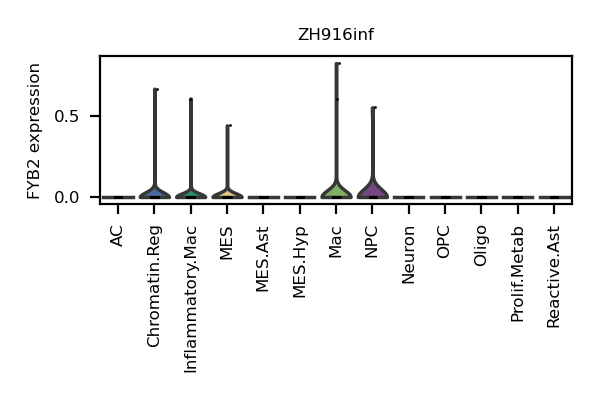 ZH916inf
FYB2 expression
0.5
0.0
AC
Chromatin.Reg
Inflammatory.Mac
MES
MES.Ast
MES.Hyp
Mac
NPC
Neuron
OPC
Oligo
Prolif.Metab
Reactive.Ast